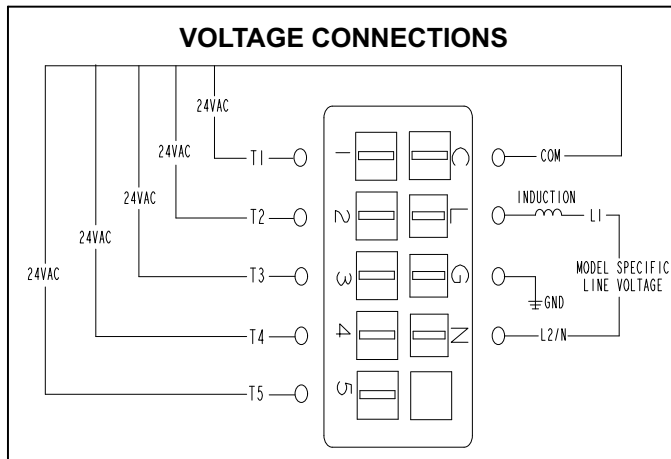 VOLTAGE CONNECTIONS
24VAC
24VAC
24VAC
24VAC
24VAC
T1
T2
T3
T4
T5
1
2
3
4
5
C
L
G
N
COM
INDUCTION
L1
MODEL SPECIFIC
LINE VOLTAGE
GND
L2/N